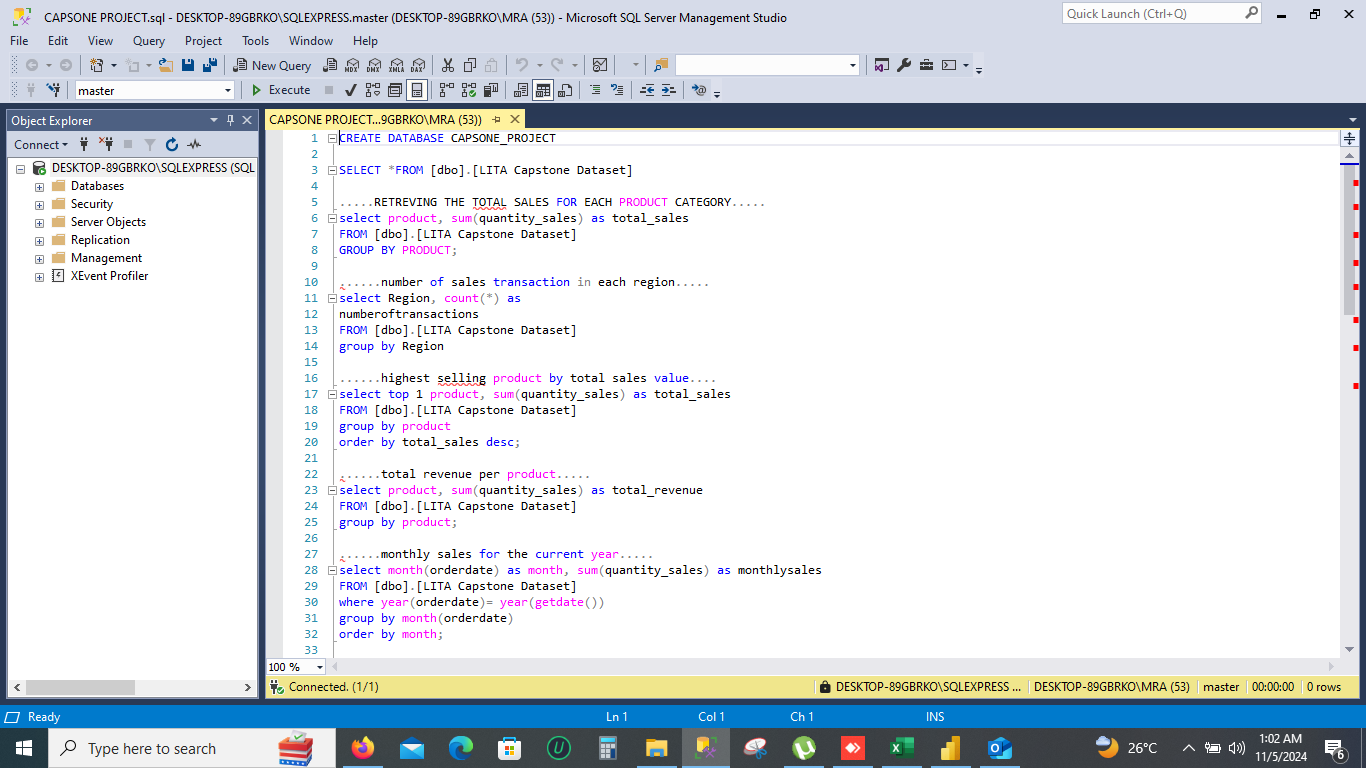 CAPSONE PROJECT.sql - DESKTOP-89GBRKO\SQLEXPRESS.master (DESKTOP-89GBRKO\MRA (53)) - Microsoft SQL Server Management Studio
Quick Launch (Ctrl+Q)
File Edit View Query Project Tools Window Help
New Query
MDX DMX XMLA DAX
master
Execute
Object Explorer
CAPSONE PROJECT...9GBRKO\MRA (53))
Connect
DESKTOP-89GBRKO\SQLEXPRESS (SQL
Databases
Security
Server Objects
Replication
Management
XEvent Profiler
1 CREATE DATABASE CAPSONE_PROJECT
2
3 SELECT *FROM [dbo].[LITA Capstone Dataset]
4
5 .....RETREVING THE TOTAL SALES FOR EACH PRODUCT CATEGORY.....
6 select product, sum(quantity_sales) as total_sales
7 FROM [dbo].[LITA Capstone Dataset]
8 GROUP BY PRODUCT;
9
10 ......number of sales transaction in each region.....
11 select Region, count(*) as
12 numberoftransactions
13 FROM [dbo].[LITA Capstone Dataset]
14 group by Region
15
16 ......highest selling product by total sales value....
17 select top 1 product, sum(quantity_sales) as total_sales
18 FROM [dbo].[LITA Capstone Dataset]
19 group by product
20 order by total_sales desc;
21
22 ......total revenue per product.....
23 select product, sum(quantity_sales) as total_revenue
24 FROM [dbo].[LITA Capstone Dataset]
25 group by product;
26
27 ......monthly sales for the current year.....
28 select month(orderdate) as month, sum(quantity_sales) as monthlysales
29 FROM [dbo].[LITA Capstone Dataset]
30 where year(orderdate)= year(getdate())
31 group by month(orderdate)
32 order by month;
33
100 %
Connected. (1/1)
DESKTOP-89GBRKO\SQLEXPRESS ... DESKTOP-89GBRKO\MRA (53) master 00:00:00 0 rows
Ready Ln 1 Col 1 Ch 1 INS
Type here to search
26°C
1:02 AM
11/5/2024
6